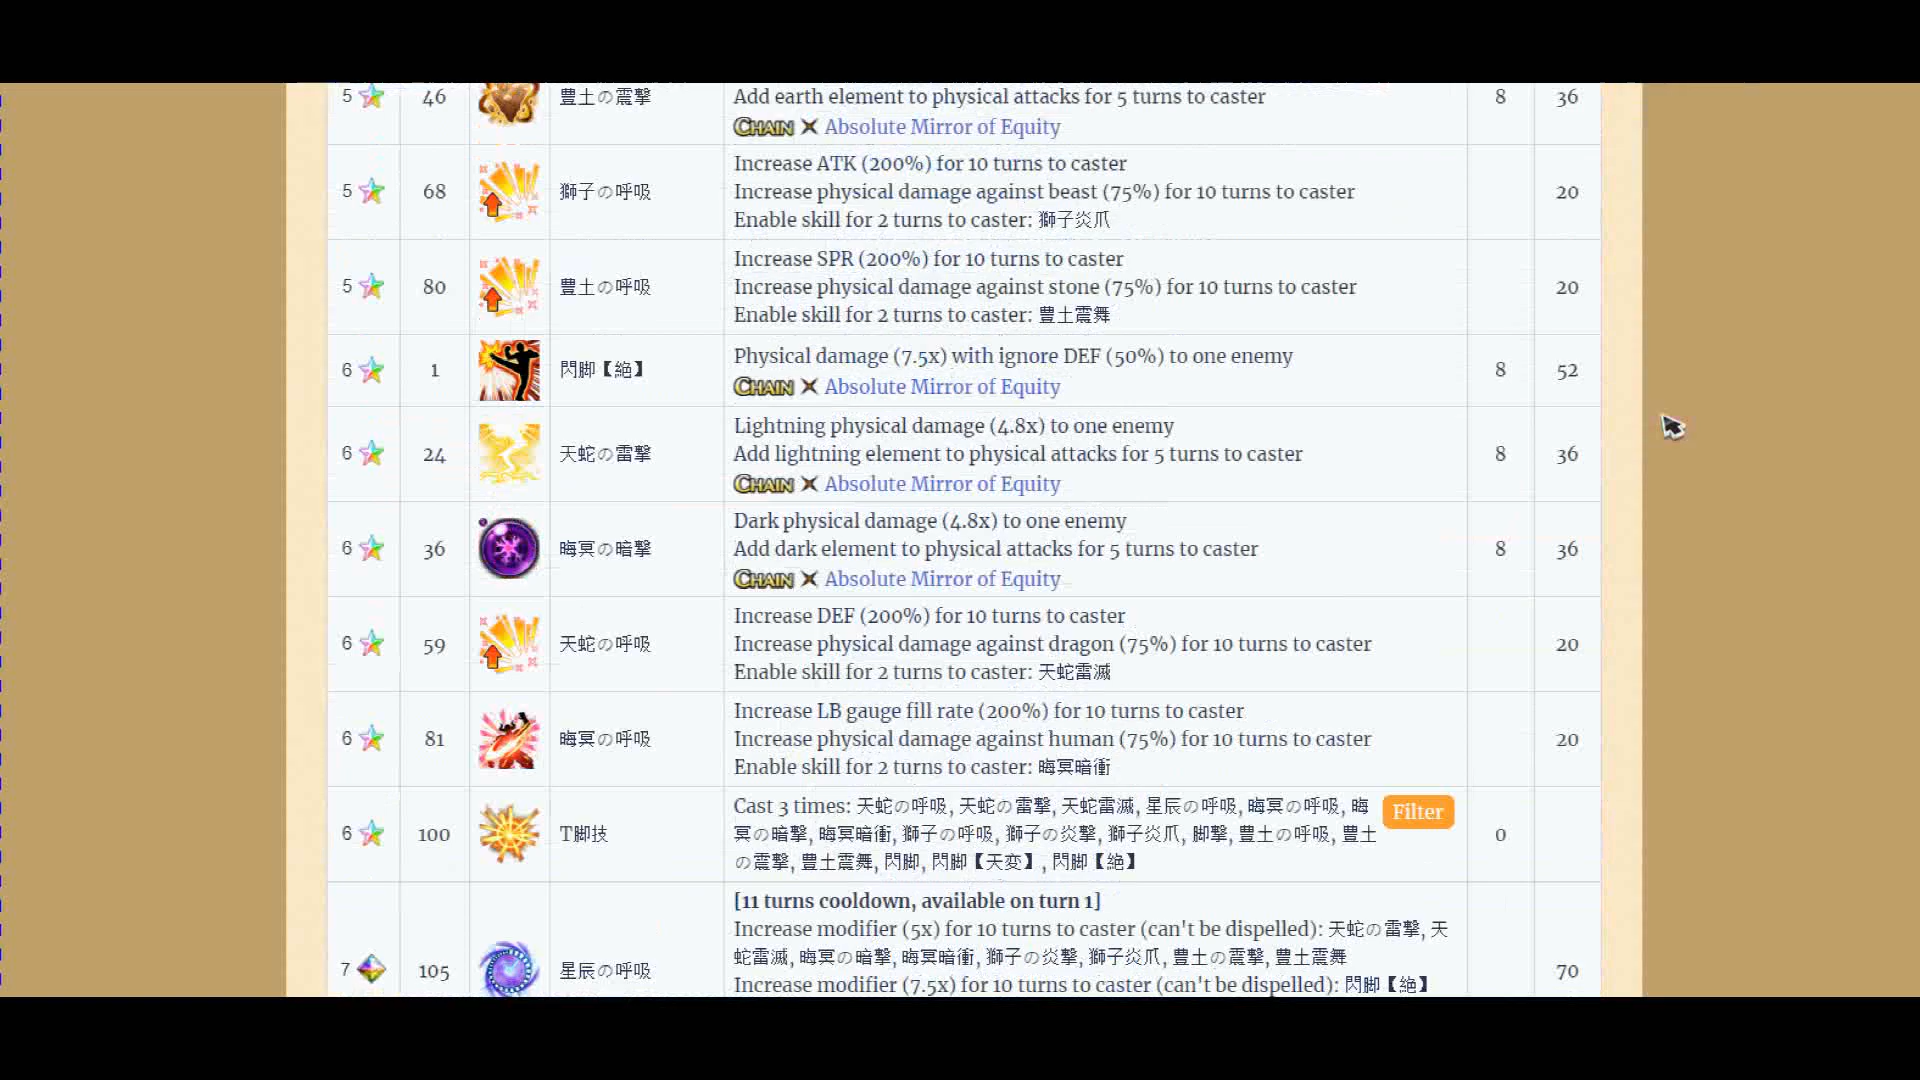 5 46 豊土の震撃 Add earth element to physical attacks for 5 turns to caster 8 36
CHAIN Absolute Mirror of Equity
Increase ATK (200%) for 10 turns to caster
5 68 獅子の呼吸 Increase physical damage against beast (75%) for 10 turns to caster 20
Enable skill for 2 turns to caster: 獅子炎爪
Increase SPR (200%) for 10 turns to caster
5 80 豊土の呼吸 Increase physical damage against stone (75%) for 10 turns to caster 20
Enable skill for 2 turns to caster: 豊土震舞
6 1 閃脚【絶】 Physical damage (7.5x) with ignore DEF (50%) to one enemy 8 52
CHAIN Absolute Mirror of Equity
Lightning physical damage (4.8x) to one enemy
6 24 天蛇の雷撃 Add lightning element to physical attacks for 5 turns to caster 8 36
CHAIN Absolute Mirror of Equity
Dark physical damage (4.8x) to one enemy
6 36 晦冥の暗撃 Add dark element to physical attacks for 5 turns to caster 8 36
CHAIN Absolute Mirror of Equity
Increase DEF (200%) for 10 turns to caster
6 59 天蛇の呼吸 Increase physical damage against dragon (75%) for 10 turns to caster 20
Enable skill for 2 turns to caster: 天蛇雷滅
Increase LB gauge fill rate (200%) for 10 turns to caster
6 81 晦冥の呼吸 Increase physical damage against human (75%) for 10 turns to caster 20
Enable skill for 2 turns to caster: 晦冥暗衝
Cast 3 times: 天蛇の呼吸, 天蛇の雷撃, 天蛇雷滅, 星辰の呼吸, 晦冥の呼吸, 晦 Filter
6 100 T脚技 冥の暗撃, 晦冥暗衝, 獅子の呼吸, 獅子の炎撃, 獅子炎爪, 脚撃, 豊土の呼吸, 豊土 0
の震撃, 豊土震舞, 閃脚, 閃脚【天変】, 閃脚【絶】
[11 turns cooldown, available on turn 1]
Increase modifier (5x) for 10 turns to caster (can't be dispelled): 天蛇の雷撃, 天
蛇雷滅, 晦冥の暗撃, 晦冥暗衝, 獅子の炎撃, 獅子炎爪, 豊土の震撃, 豊土震舞
7 105 星辰の呼吸 70
Increase modifier (7.5x) for 10 turns to caster (can't be dispelled): 閃脚【絶】